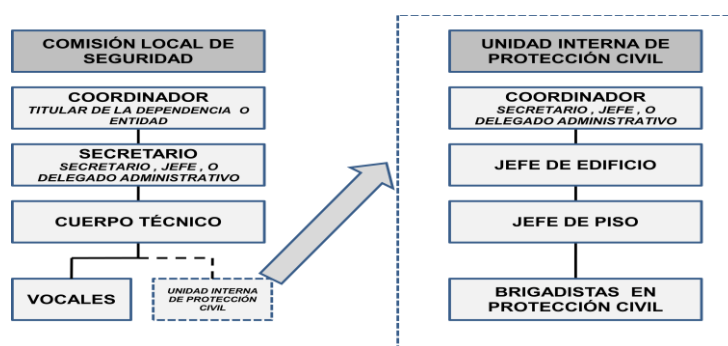 COMISIÓN LOCAL DE
SEGURIDAD
COORDINADOR
TITULAR DE LA DEPENDENCIA O
ENTIDAD
SECRETARIO
SECRETARIO , JEFE , O
DELEGADO ADMINISTRATIVO
CUERPO TÉCNICO
VOCALES
UNIDAD INTERNA
DE PROTECCIÓN
CIVIL
UNIDAD INTERNA DE
PROTECCIÓN CIVIL
COORDINADOR
SECRETARIO , JEFE , O
DELEGADO ADMINISTRATIVO
JEFE DE EDIFICIO
JEFE DE PISO
BRIGADISTAS EN
PROTECCIÓN CIVIL